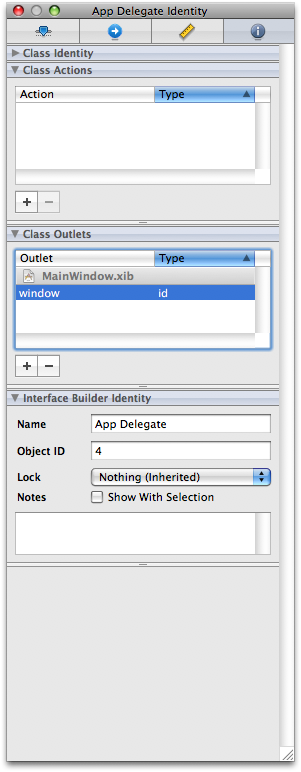 App Delegate Identity
Class Identity
Class Actions
Action Type
Class Outlets
Outlet Type
MainWindow.xib
window id
Interface Builder Identity
Name App Delegate
Object ID 4
Lock Nothing (Inherited)
Notes Show With Selection